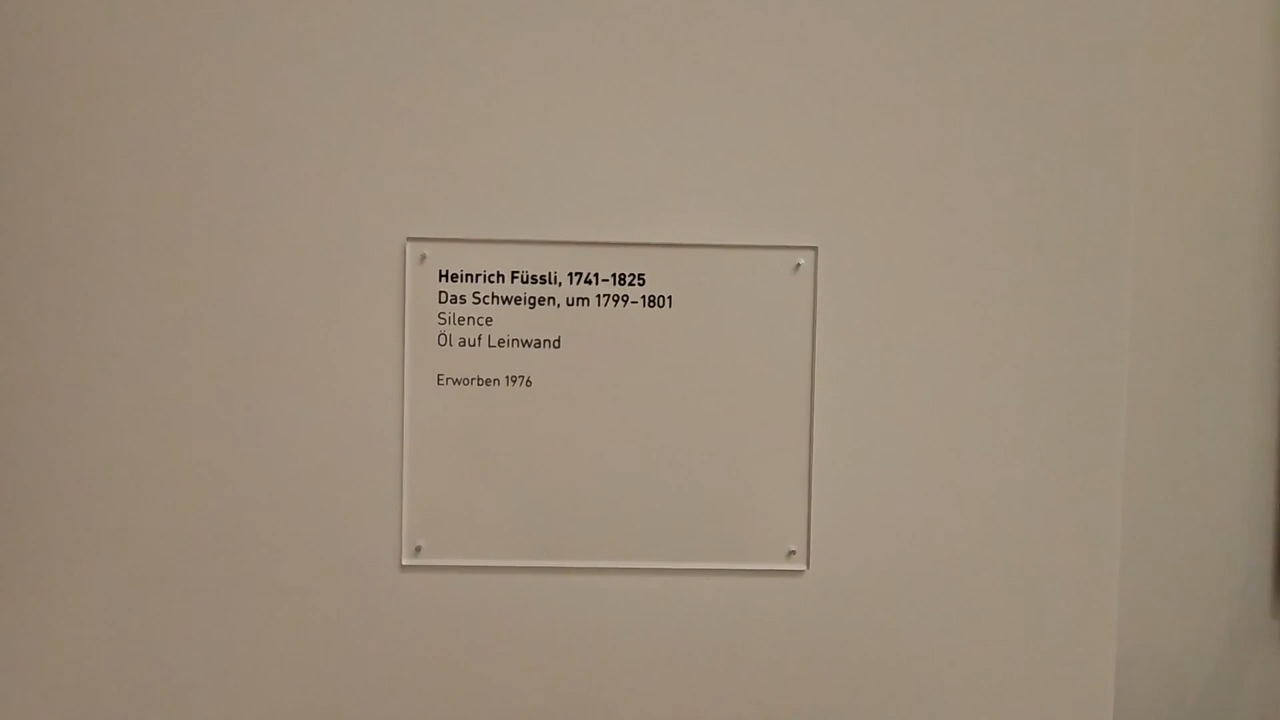 Heinrich Füssli, 1741–1825
Das Schweigen, um 1799–1801
Silence
Öl auf Leinwand
Erworben 1976